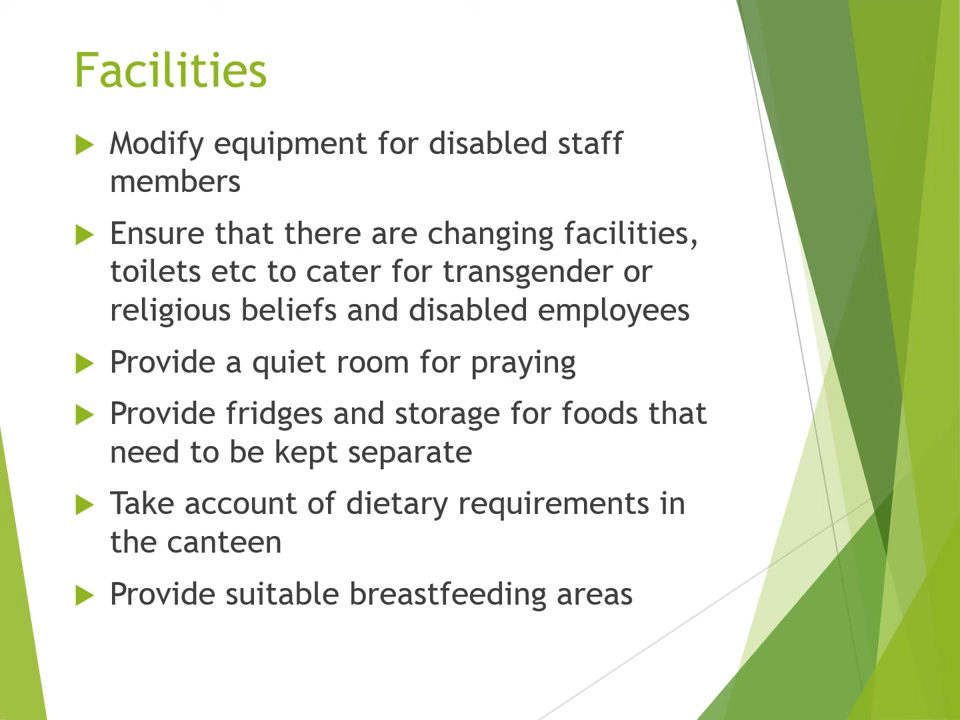 Facilities
Modify equipment for disabled staff
members
Ensure that there are changing facilities,
toilets etc to cater for transgender or
religious beliefs and disabled employees
Provide a quiet room for praying
Provide fridges and storage for foods that
need to be kept separate
Take account of dietary requirements in
the canteen
Provide suitable breastfeeding areas